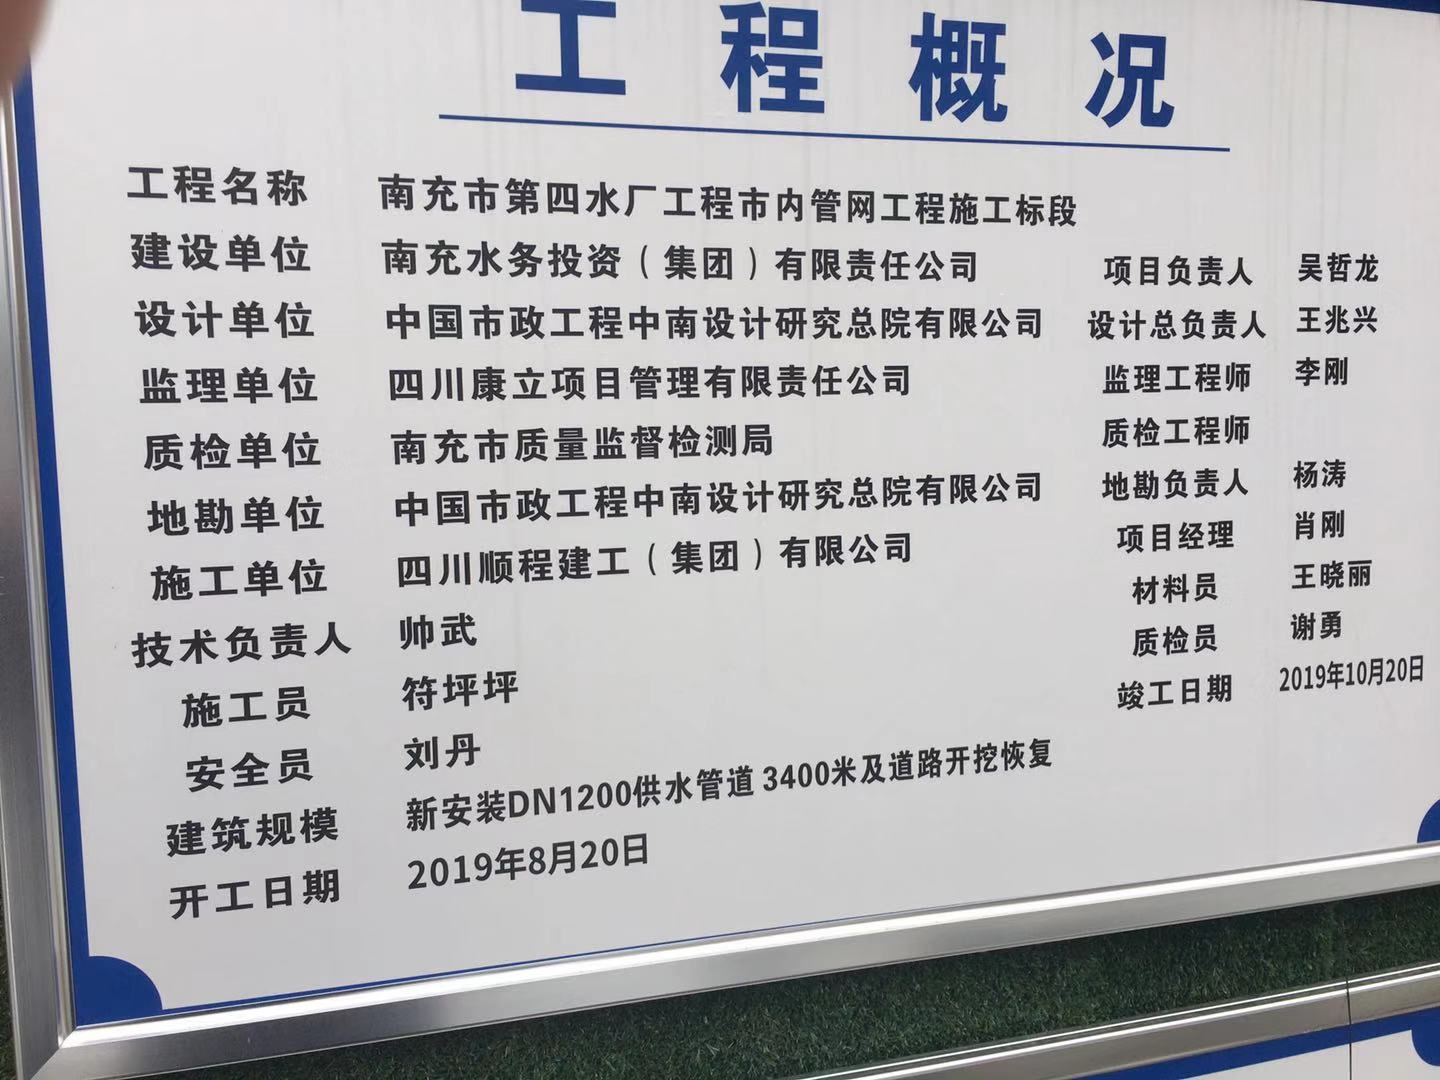 工程概况
工程名称 南充市第四水厂工程市内管网工程施工标段
建设单位 南充水务投资（集团）有限责任公司 项目负责人 吴哲龙
设计单位 中国市政工程中南设计研究总院有限公司 设计总负责人 王兆兴
监理单位 四川康立项目管理有限责任公司 监理工程师 李刚
质检单位 南充市质量监督检测局 质检工程师
地勘单位 中国市政工程中南设计研究总院有限公司 地勘负责人 杨涛
施工单位 四川顺程建工（集团）有限公司 项目经理 肖刚
技术负责人 帅武 材料员 王晓丽
施工员 符坪坪 质检员 谢勇
安全员 刘丹 竣工日期 2019年10月20日
建筑规模 新安装DN1200供水管道3400米及道路开挖恢复
开工日期 2019年8月20日